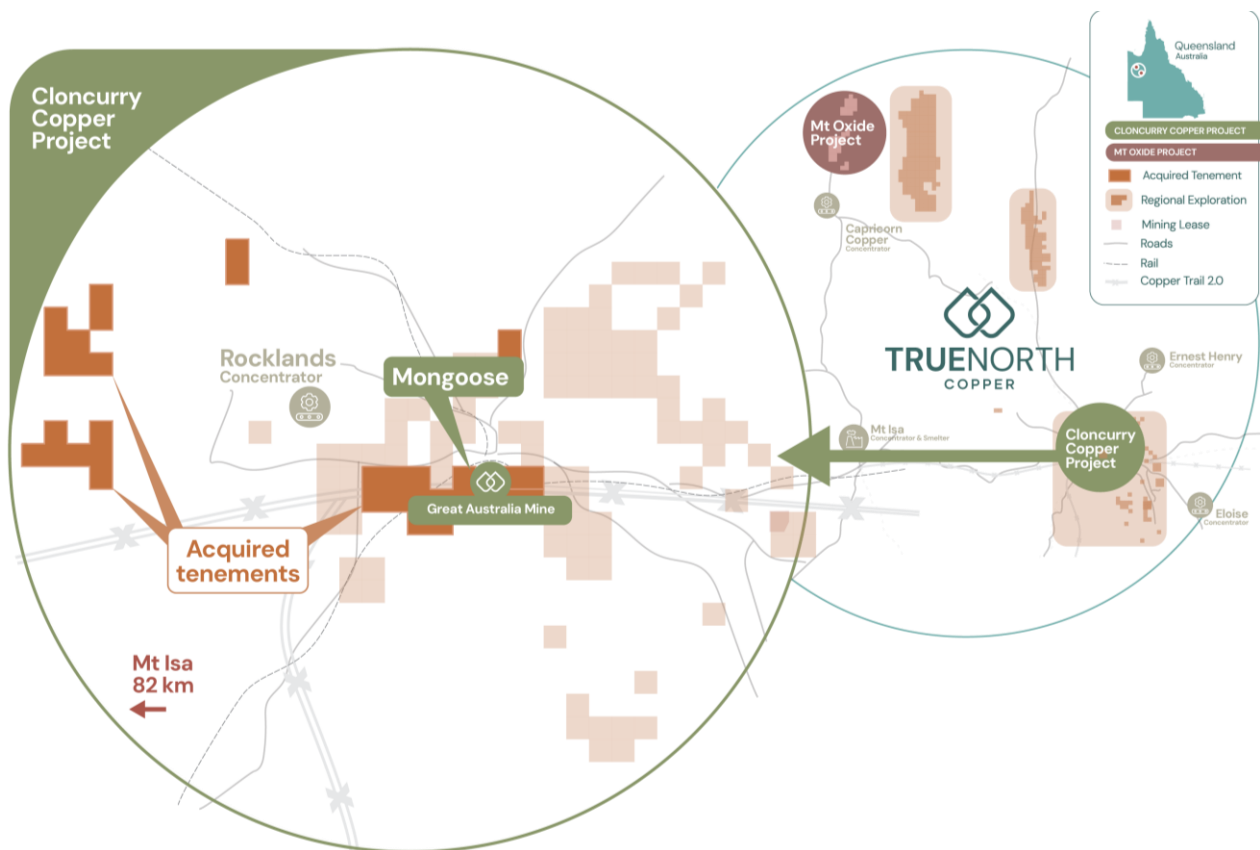 Cloncurry
Copper
Project
Rocklands
Concentrator
Mongoose
Great Australia Mine
Acquired
tenements
Mt Isa
82 km
Mt Oxide
Project
Capricorn
Copper
Concentrator
TRUENORTH
COPPER
Mt Isa
Concentrator & Smelter
Ernest Henry
Concentrator
Cloncurry
Copper
Project
Eloise
Concentrator
Queensland
Australia
CLONCURRY COPPER PROJECT
MT OXIDE PROJECT
Acquired Tenement
Regional Exploration
Mining Lease
Roads
Rail
Copper Trail 2.0